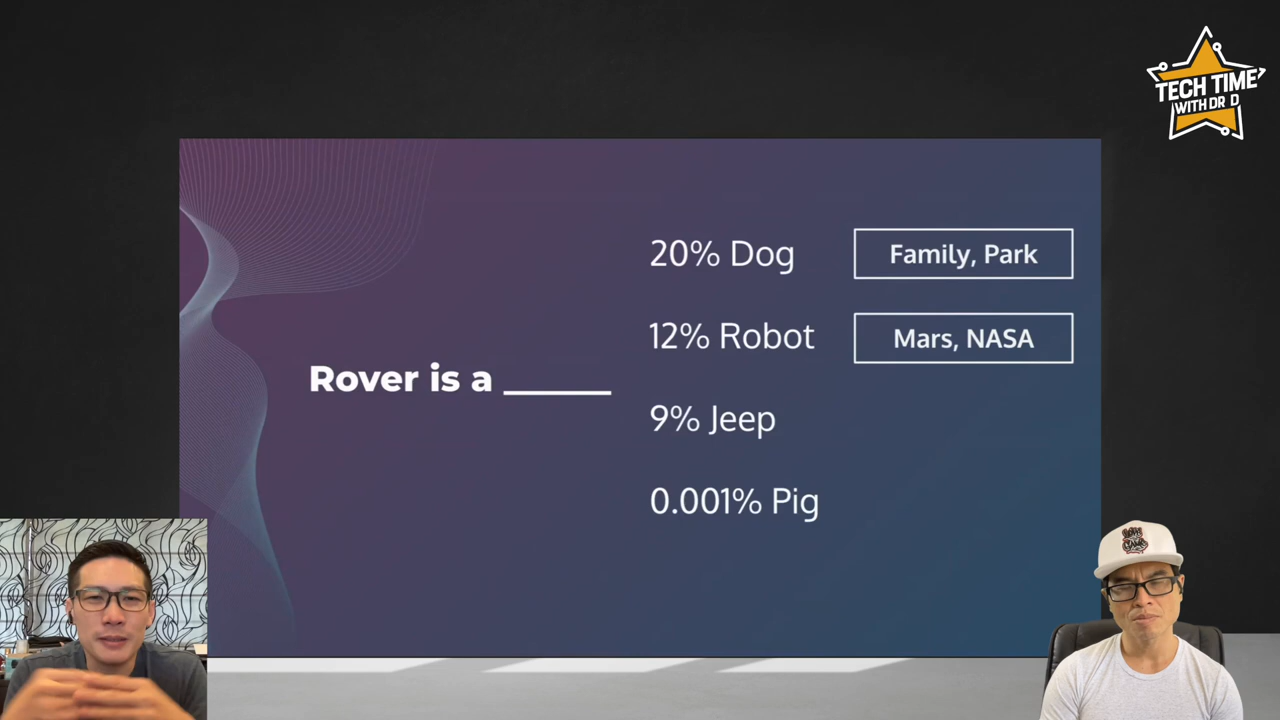 TECH TIME
WITH DR D
20% Dog
Family, Park
12% Robot
Mars, NASA
Rover is a ______
9% Jeep
0.001% Pig